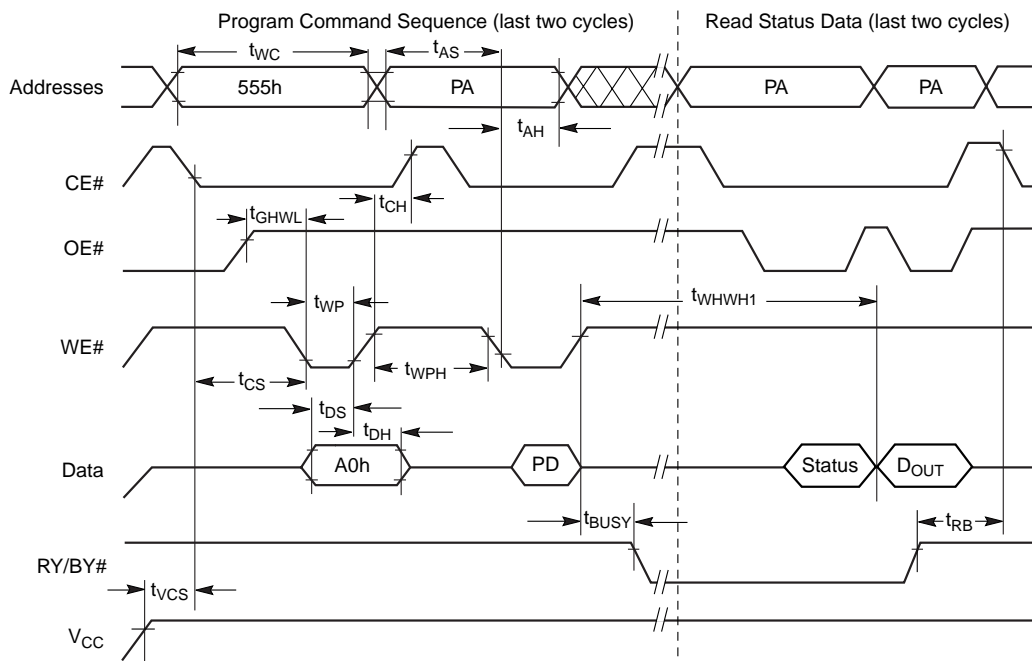 Program Command Sequence (last two cycles)
Read Status Data (last two cycles)
tWC
tAS
Addresses
555h
PA
PA
PA
tAH
CE#
tCH
tGHWL
OE#
tWP
tWHWH1
WE#
tCS
tWPH
tDS
tDH
Data
A0h
PD
Status
DOUT
tBUSY
tRB
RY/BY#
tVCS
VCC